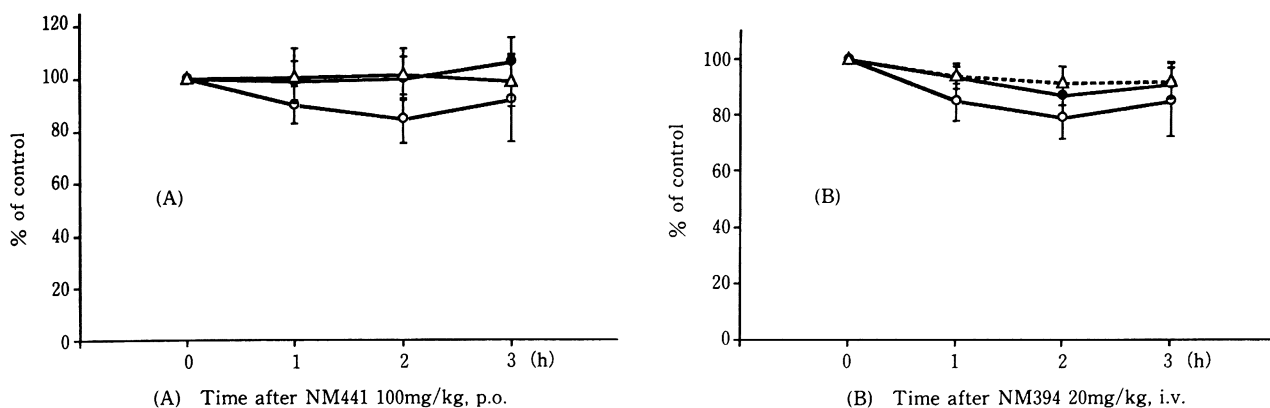 120
100
80
60
40
20
0
% of control
(A)
0 1 2 3 (h)
(A) Time after NM441 100mg/kg, p.o.
100
80
60
40
20
0
% of control
(B)
0 1 2 3 (h)
(B) Time after NM394 20mg/kg, i.v.